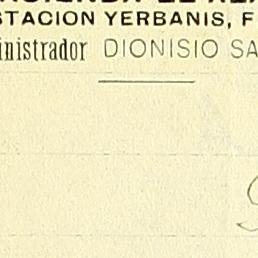 STACION YERBANIS, F
inistrador DIONISIO SA